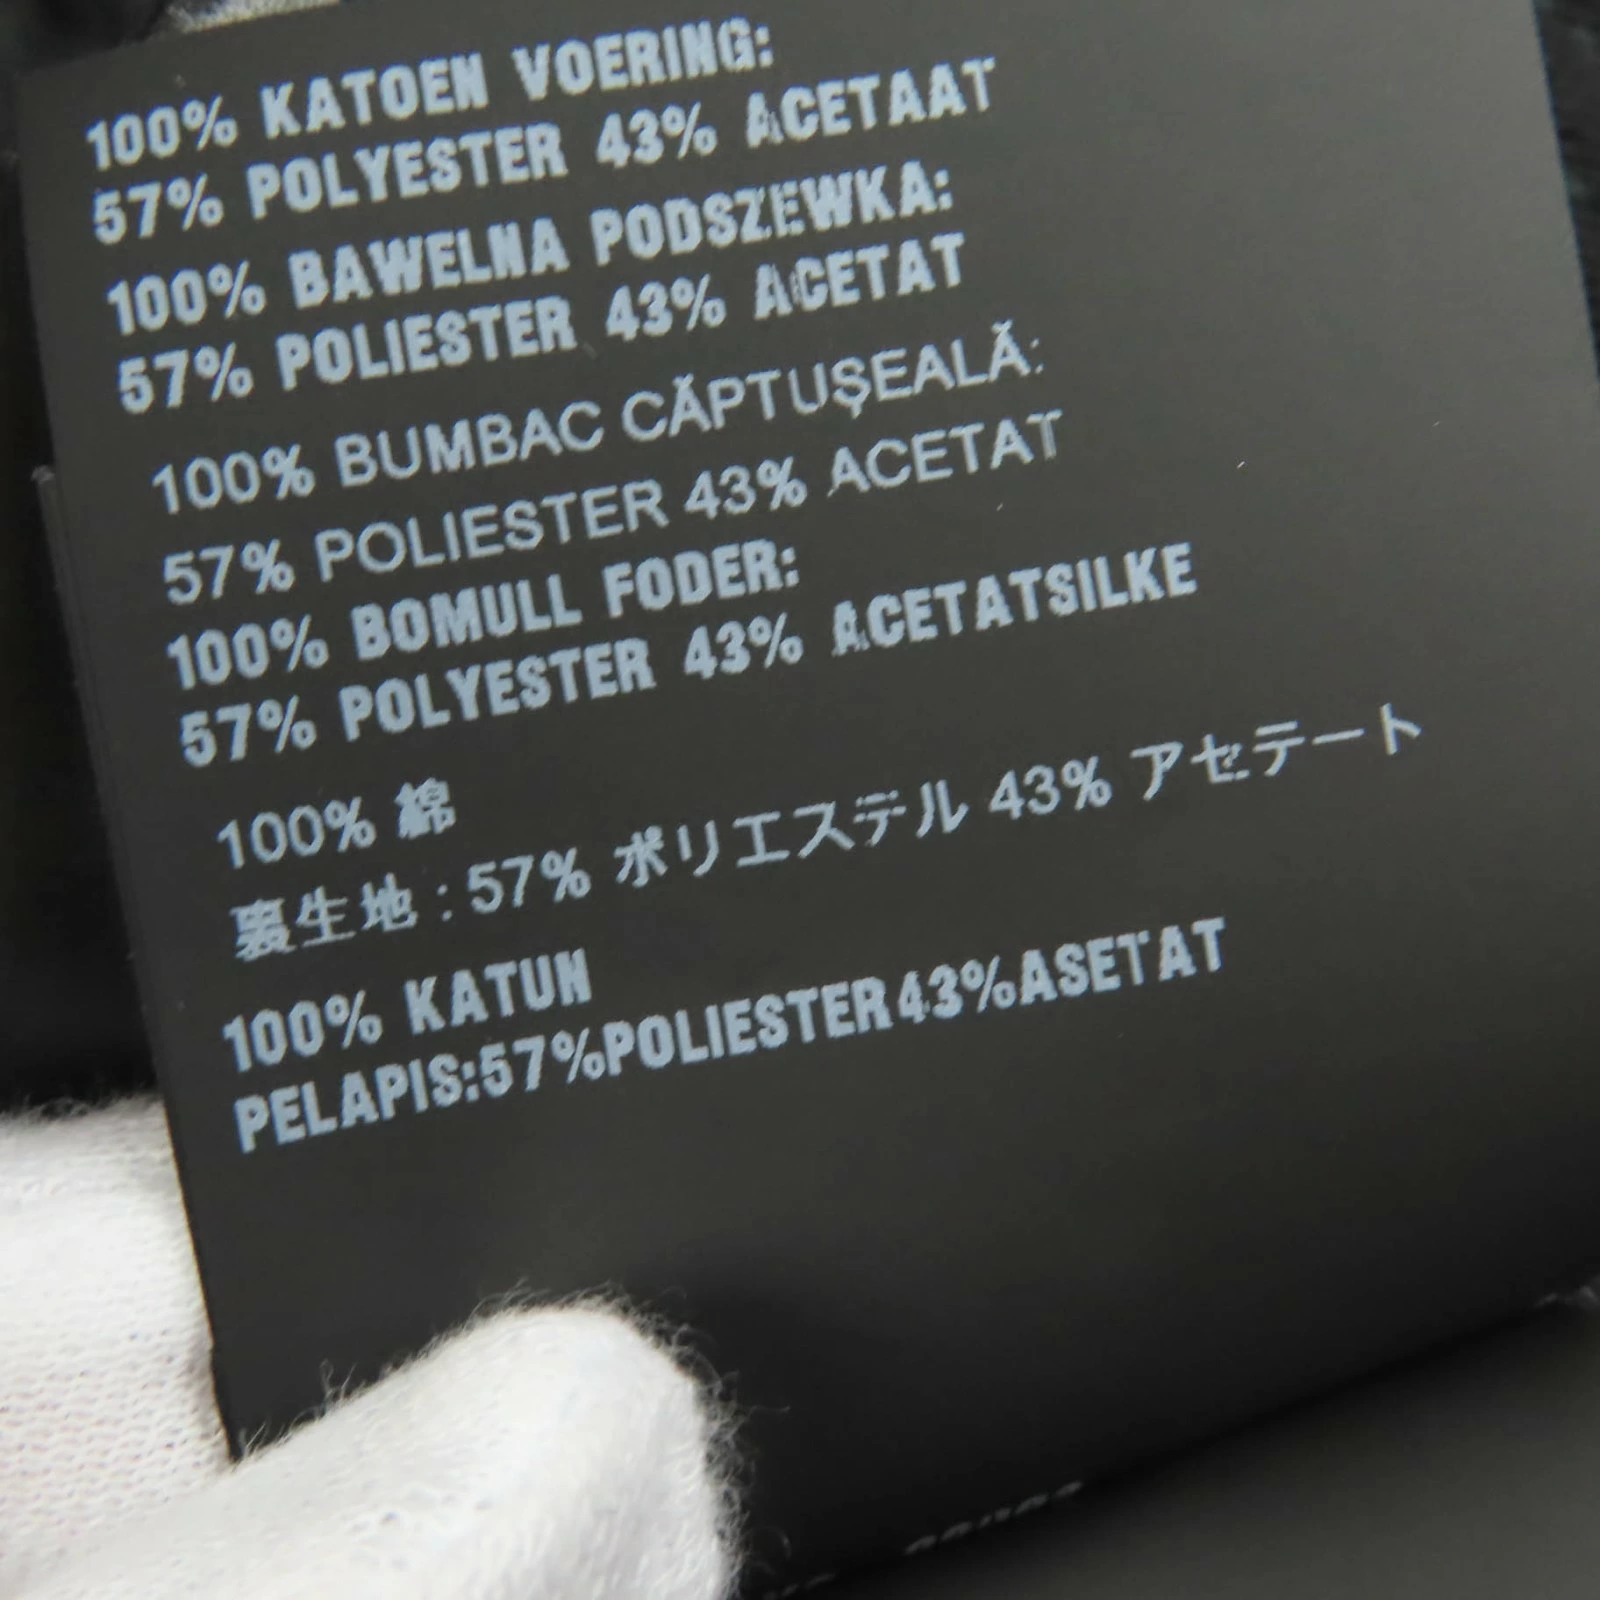 100% KATOEN VOERING:
57% POLYESTER 43% ACETAAT
100% BAWELNA PODSZEWKA:
57% POLIESTER 43% ACETAT
100% BUMBAC CĂPTUŞEALĂ:
57% POLIESTER 43% ACETAT
100% BOMULL FODER:
57% POLYESTER 43% ACETATSILKE
100% 綿
裏生地：57% ポリエステル 43% アセテート
100% KATUN
PELAPIS:57%POLIESTER43%ASETAT